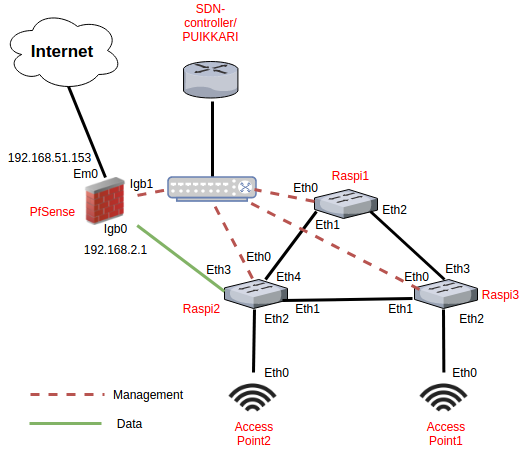 SDN-
controller/
PUIKKARI
Internet
192.168.51.153
Em0
Igb1
PfSense
Igb0
192.168.2.1
Raspi1
Eth0
Eth1
Eth2
Eth0
Eth3
Eth4
Raspi2
Eth1
Eth2
Eth0
Eth3
Eth1
Raspi3
Eth2
Eth0
Eth0
Access
Point2
Access
Point1
Management
Data